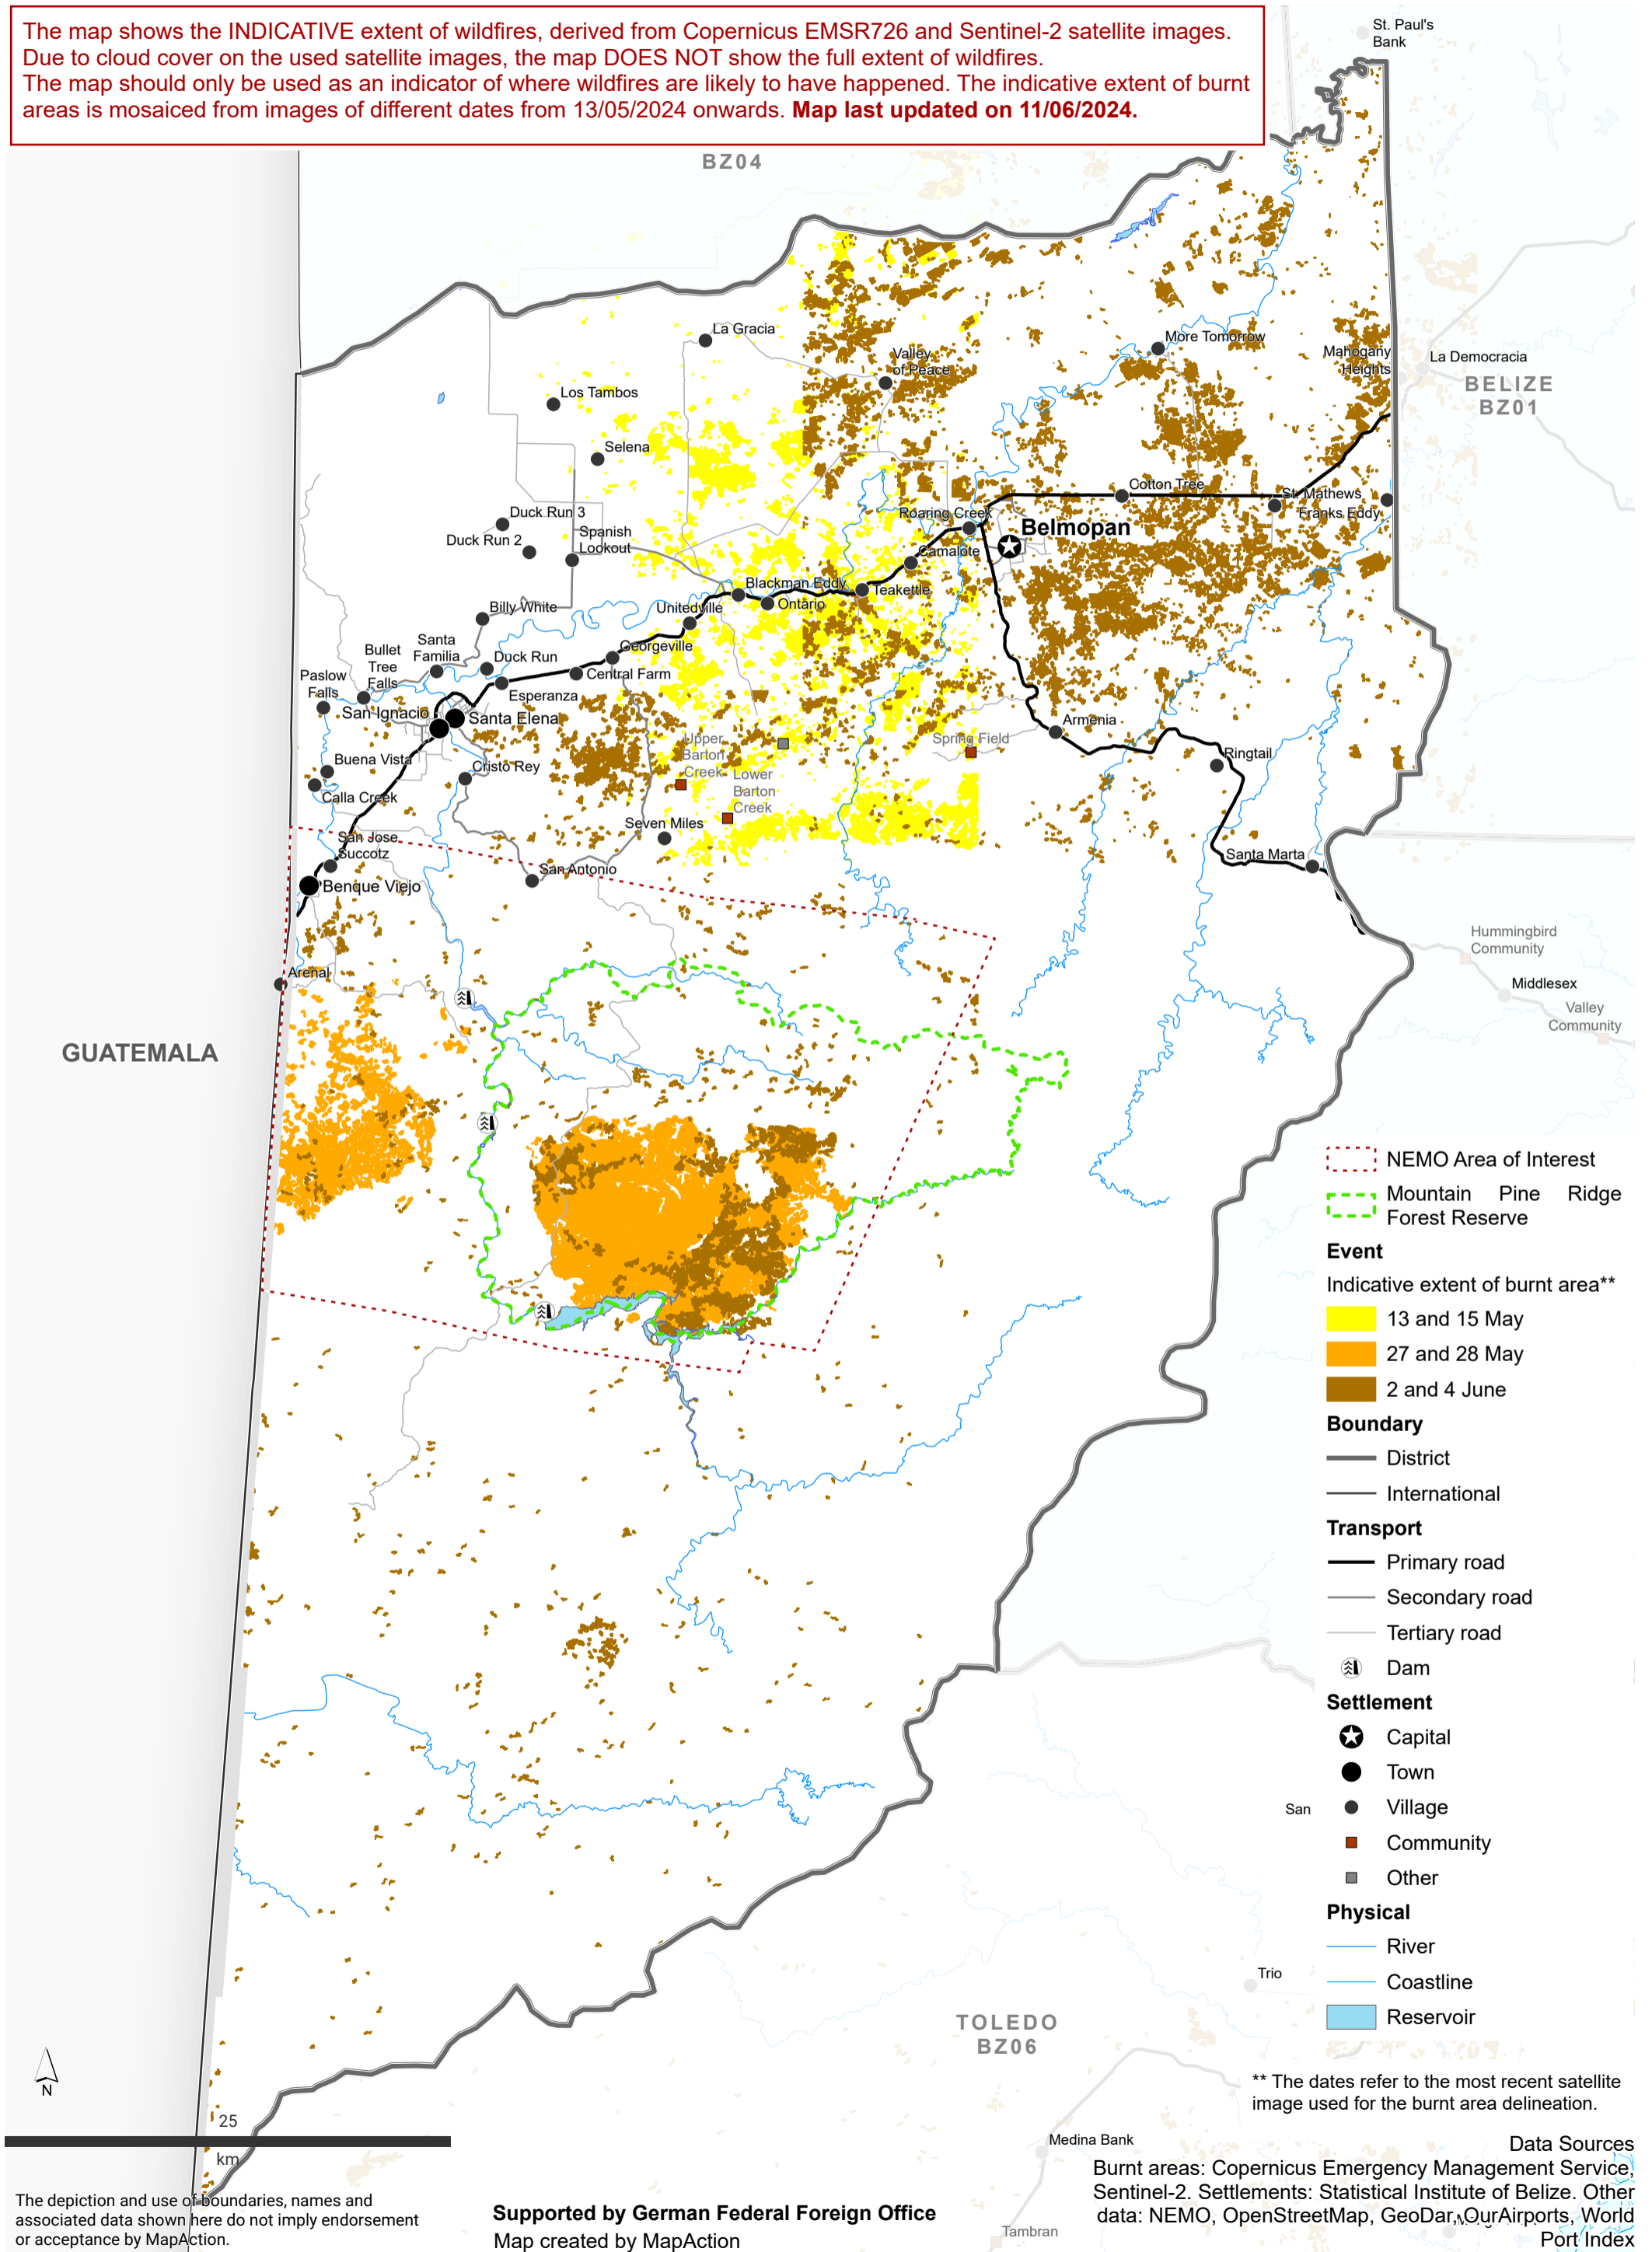 The map shows the INDICATIVE extent of wildfires, derived from Copernicus EMSR726 and Sentinel-2 satellite images.
Due to cloud cover on the used satellite images, the map DOES NOT show the full extent of wildfires.
The map should only be used as an indicator of where wildfires are likely to have happened. The indicative extent of burnt
areas is mosaiced from images of different dates from 13/05/2024 onwards. Map last updated on 11/06/2024.
St. Paul's
Bank
BZ04
La Gracia
More Tomorrow
Valley
of Peace
Mahogany
Heights
La Democracia
BELIZE
BZ01
Los Tambos
Selena
Cotton Tree
St. Mathews
Franks Eddy
Duck Run 3
Roaring Creek
Belmopan
Duck Run 2
Spanish
Lookout
Camalote
Blackman Eddy
Teakettle
Ontario
Unitedville
Billy White
Georgeville
Santa
Familia
Bullet
Tree
Falls
Duck Run
Central Farm
Paslow
Falls
Esperanza
San Ignacio
Santa Elena
Armenia
Spring Field
Upper
Barton
Creek
Lower
Barton
Creek
Ringtail
Buena Vista
Cristo Rey
Calla Creek
Seven Miles
San Jose
Succotz
Santa Marta
San Antonio
Benque Viejo
Hummingbird
Community
Arenal
Middlesex
Valley
Community
GUATEMALA
NEMO Area of Interest
Mountain Pine Ridge
Forest Reserve
Event
Indicative extent of burnt area**
13 and 15 May
27 and 28 May
2 and 4 June
Boundary
District
International
Transport
Primary road
Secondary road
Tertiary road
Dam
Settlement
Capital
Town
San
Village
Community
Other
Physical
River
Coastline
Reservoir
Trio
TOLEDO
BZ06
N
25
km
** The dates refer to the most recent satellite
image used for the burnt area delineation.
Medina Bank
Data Sources
Burnt areas: Copernicus Emergency Management Service,
Sentinel-2. Settlements: Statistical Institute of Belize. Other
data: NEMO, OpenStreetMap, GeoDar, OurAirports, World
Port Index
Tambran
The depiction and use of boundaries, names and
associated data shown here do not imply endorsement
or acceptance by MapAction.
Supported by German Federal Foreign Office
Map created by MapAction